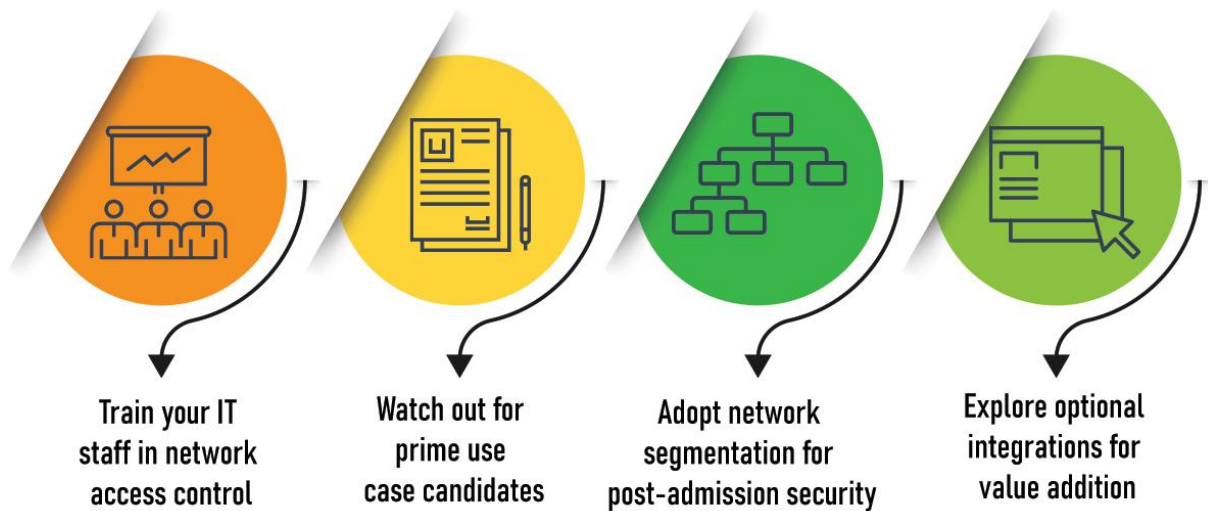 Train your IT
staff in network
access control
Watch out for
prime use
case candidates
Adopt network
segmentation for
post-admission security
Explore optional
integrations for
value addition